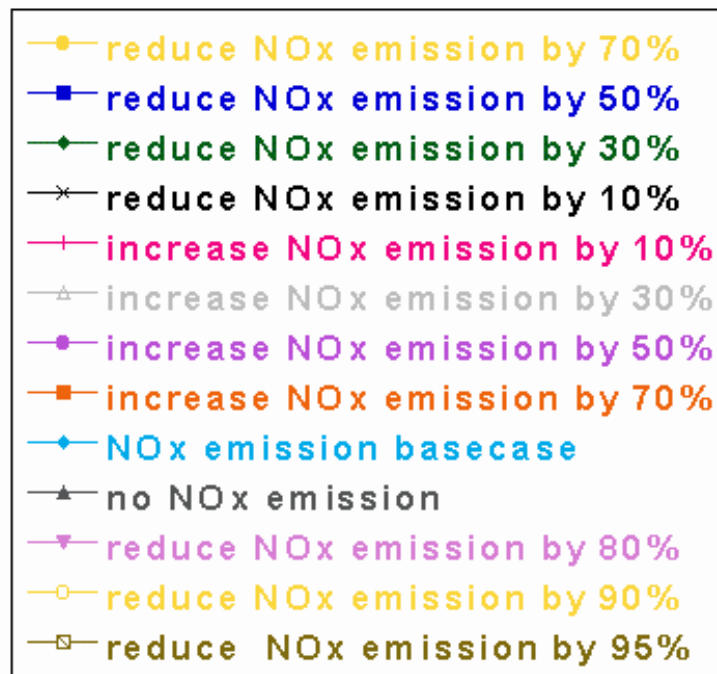 reduce NOx emission by 70%
reduce NOx emission by 50%
reduce NOx emission by 30%
reduce NOx emission by 10%
increase NOx emission by 10%
increase NOx emission by 30%
increase NOx emission by 50%
increase NOx emission by 70%
NOx emission basecase
no NOx emission
reduce NOx emission by 80%
reduce NOx emission by 90%
reduce NOx emission by 95%